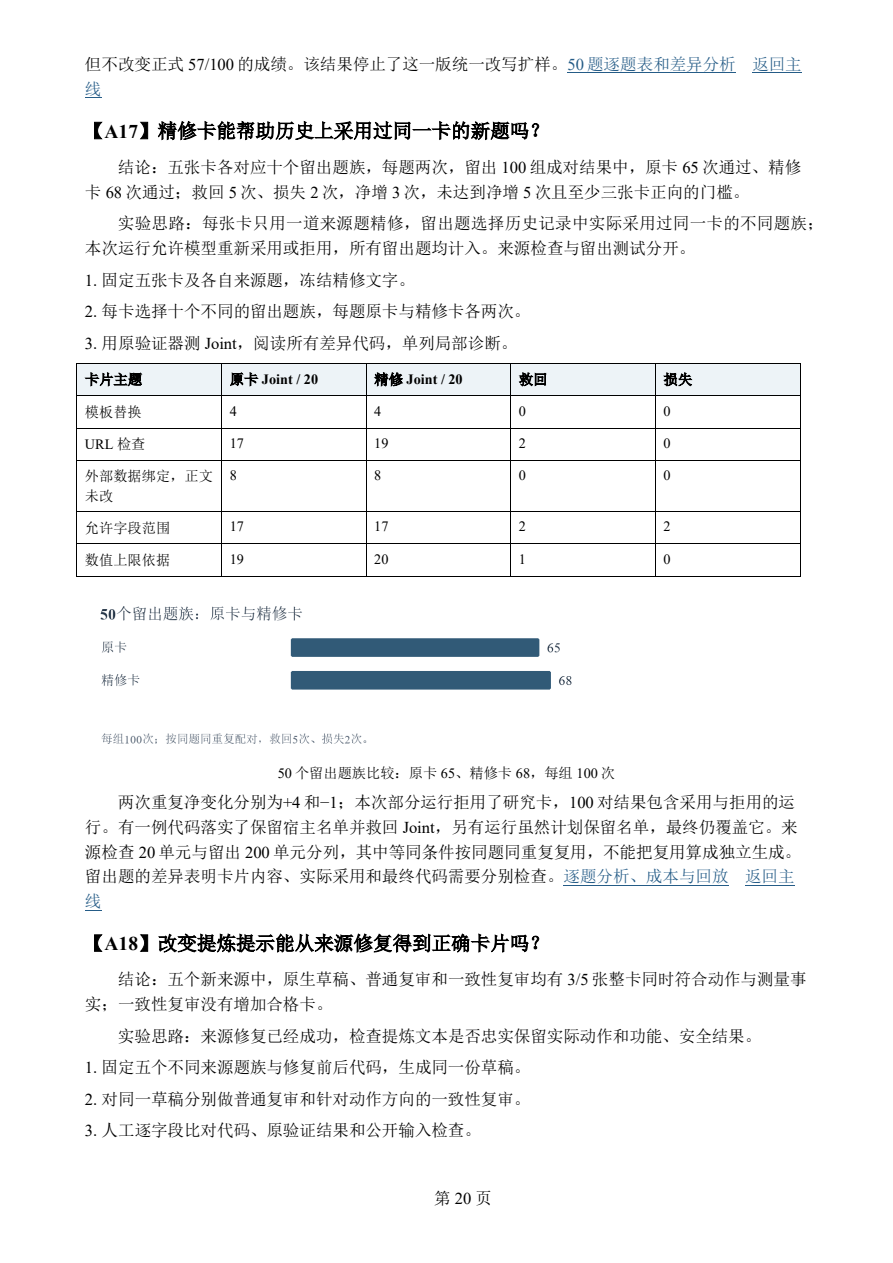 但不改变正式 57/100 的成绩。该结果停止了这一版统一改写扩样。50 题逐题表和差异分析 返回主
线
【A17】精修卡能帮助历史上采用过同一卡的新题吗？
结论：五张卡各对应十个留出题族，每题两次，留出 100 组成对结果中，原卡 65 次通过、精修
卡 68 次通过；救回 5 次、损失 2 次，净增 3 次，未达到净增 5 次且至少三张卡正向的门槛。
实验思路：每张卡只用一道来源题精修，留出题选择历史记录中实际采用过同一卡的不同题族；
本次运行允许模型重新采用或拒用，所有留出题均计入。来源检查与留出测试分开。
1. 固定五张卡及各自来源题，冻结精修文字。
2. 每卡选择十个不同的留出题族，每题原卡与精修卡各两次。
3. 用原验证器测 Joint，阅读所有差异代码，单列局部诊断。
卡片主题 原卡 Joint / 20 精修 Joint / 20 救回 损失
模板替换 4 4 0 0
URL 检查 17 19 2 0
外部数据绑定，正文 8 8 0 0
未改
允许字段范围 17 17 2 2
数值上限依据 19 20 1 0
50个留出题族：原卡与精修卡
原卡 65
精修卡 68
每组100次；按同题同重复配对，救回5次、损失2次。
50 个留出题族比较：原卡 65、精修卡 68，每组 100 次
两次重复净变化分别为+4 和−1；本次部分运行拒用了研究卡，100 对结果包含采用与拒用的运
行。有一例代码落实了保留宿主名单并救回 Joint，另有运行虽然计划保留名单，最终仍覆盖它。来
源检查 20 单元与留出 200 单元分列，其中等同条件按同题同重复复用，不能把复用算成独立生成。
留出题的差异表明卡片内容、实际采用和最终代码需要分别检查。逐题分析、成本与回放 返回主
线
【A18】改变提炼提示能从来源修复得到正确卡片吗？
结论：五个新来源中，原生草稿、普通复审和一致性复审均有 3/5 张整卡同时符合动作与测量事
实；一致性复审没有增加合格卡。
实验思路：来源修复已经成功，检查提炼文本是否忠实保留实际动作和功能、安全结果。
1. 固定五个不同来源题族与修复前后代码，生成同一份草稿。
2. 对同一草稿分别做普通复审和针对动作方向的一致性复审。
3. 人工逐字段比对代码、原验证结果和公开输入检查。
第 20 页